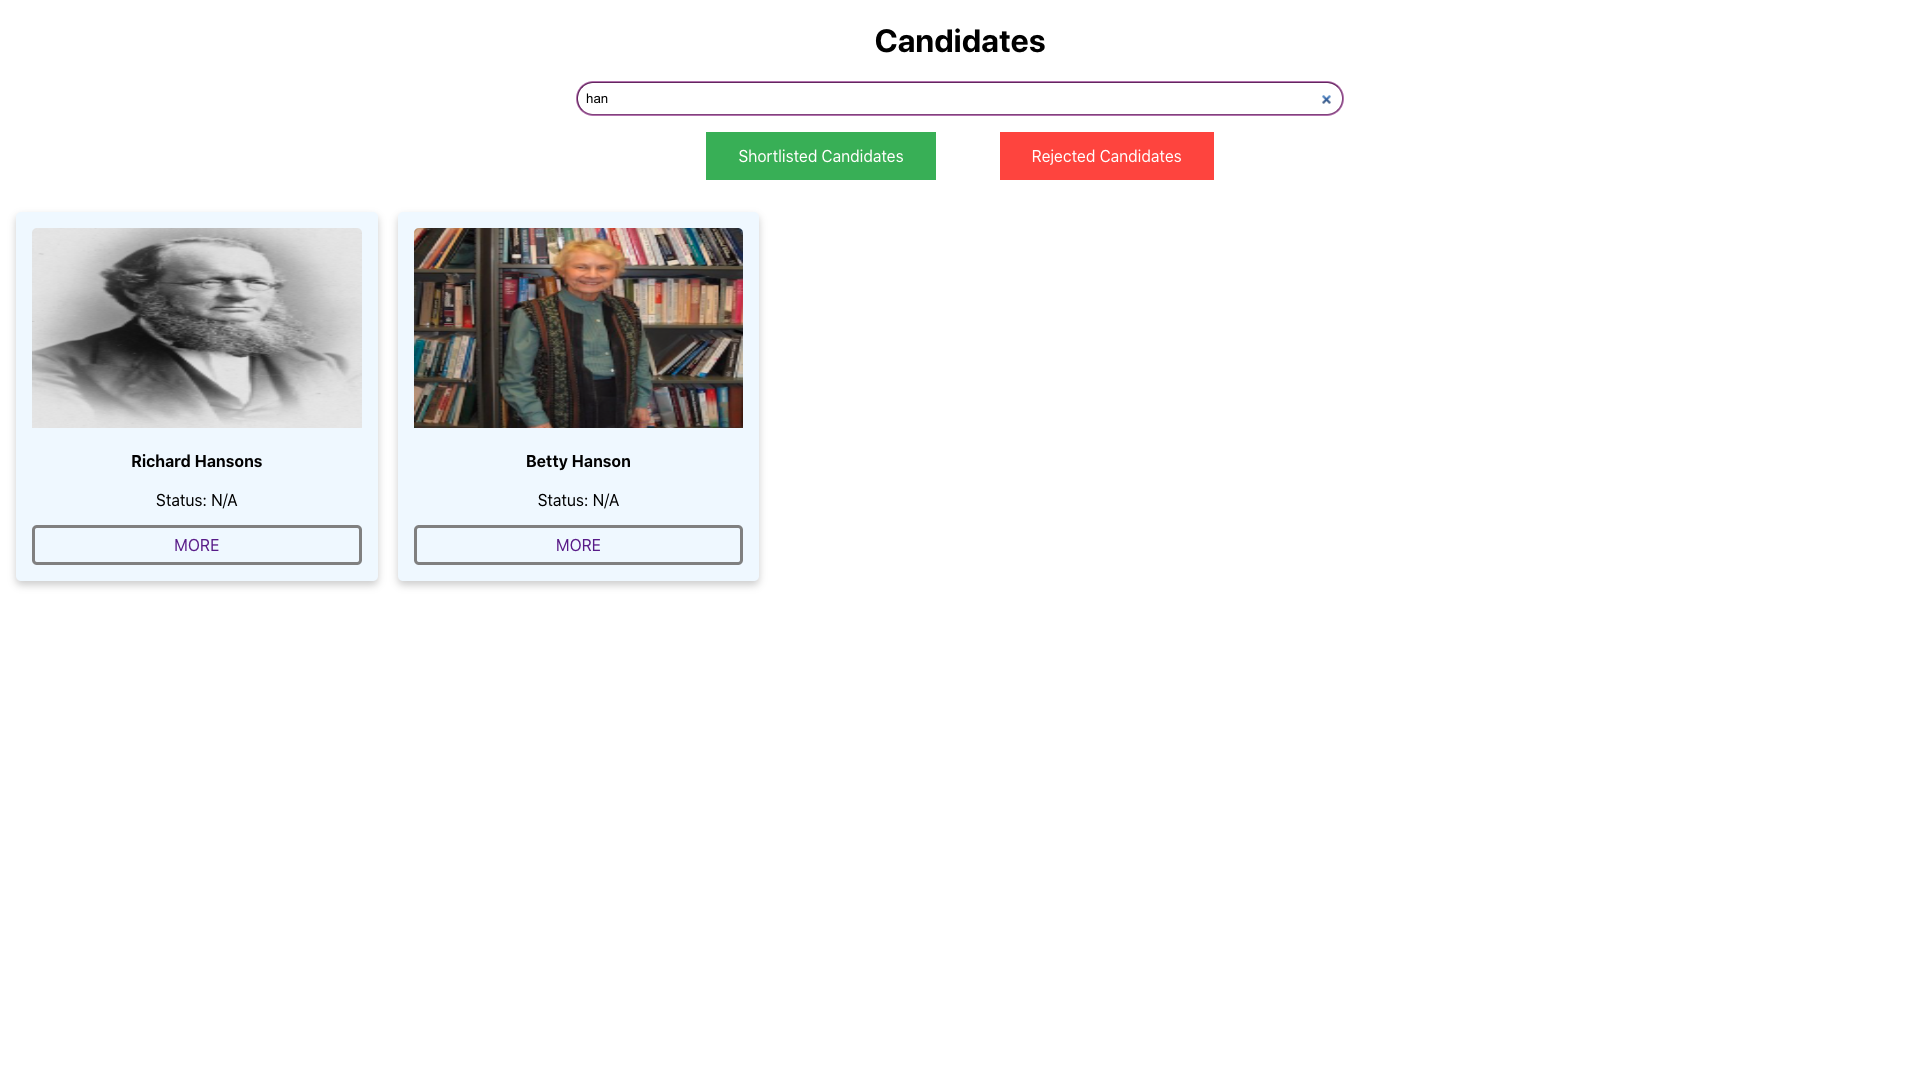 Candidates
han
Shortlisted Candidates
Rejected Candidates
Richard Hansons
Status: N/A
MORE
Betty Hanson
Status: N/A
MORE